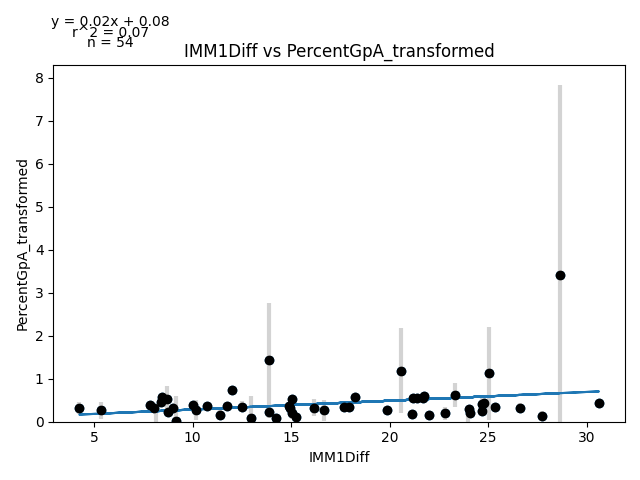 y = 0.02x + 0.08
r^2 = 0.07
n = 54
IMM1Diff vs PercentGpA_transformed
8
7
6
5
4
3
2
1
0
PercentGpA_transformed
5 10 15 20 25 30
IMM1Diff